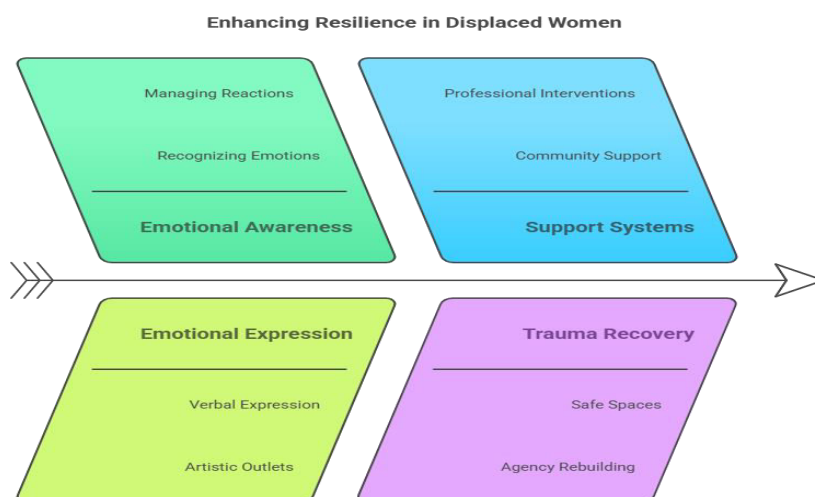 Enhancing Resilience in Displaced Women
Managing Reactions
Recognizing Emotions
Emotional Awareness
Professional Interventions
Community Support
Support Systems
Emotional Expression
Verbal Expression
Artistic Outlets
Trauma Recovery
Safe Spaces
Agency Rebuilding